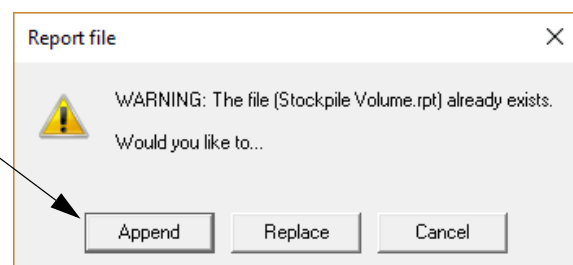 Report file
WARNING: The file (Stockpile Volume.rpt) already exists.
Would you like to...
Append Replace Cancel